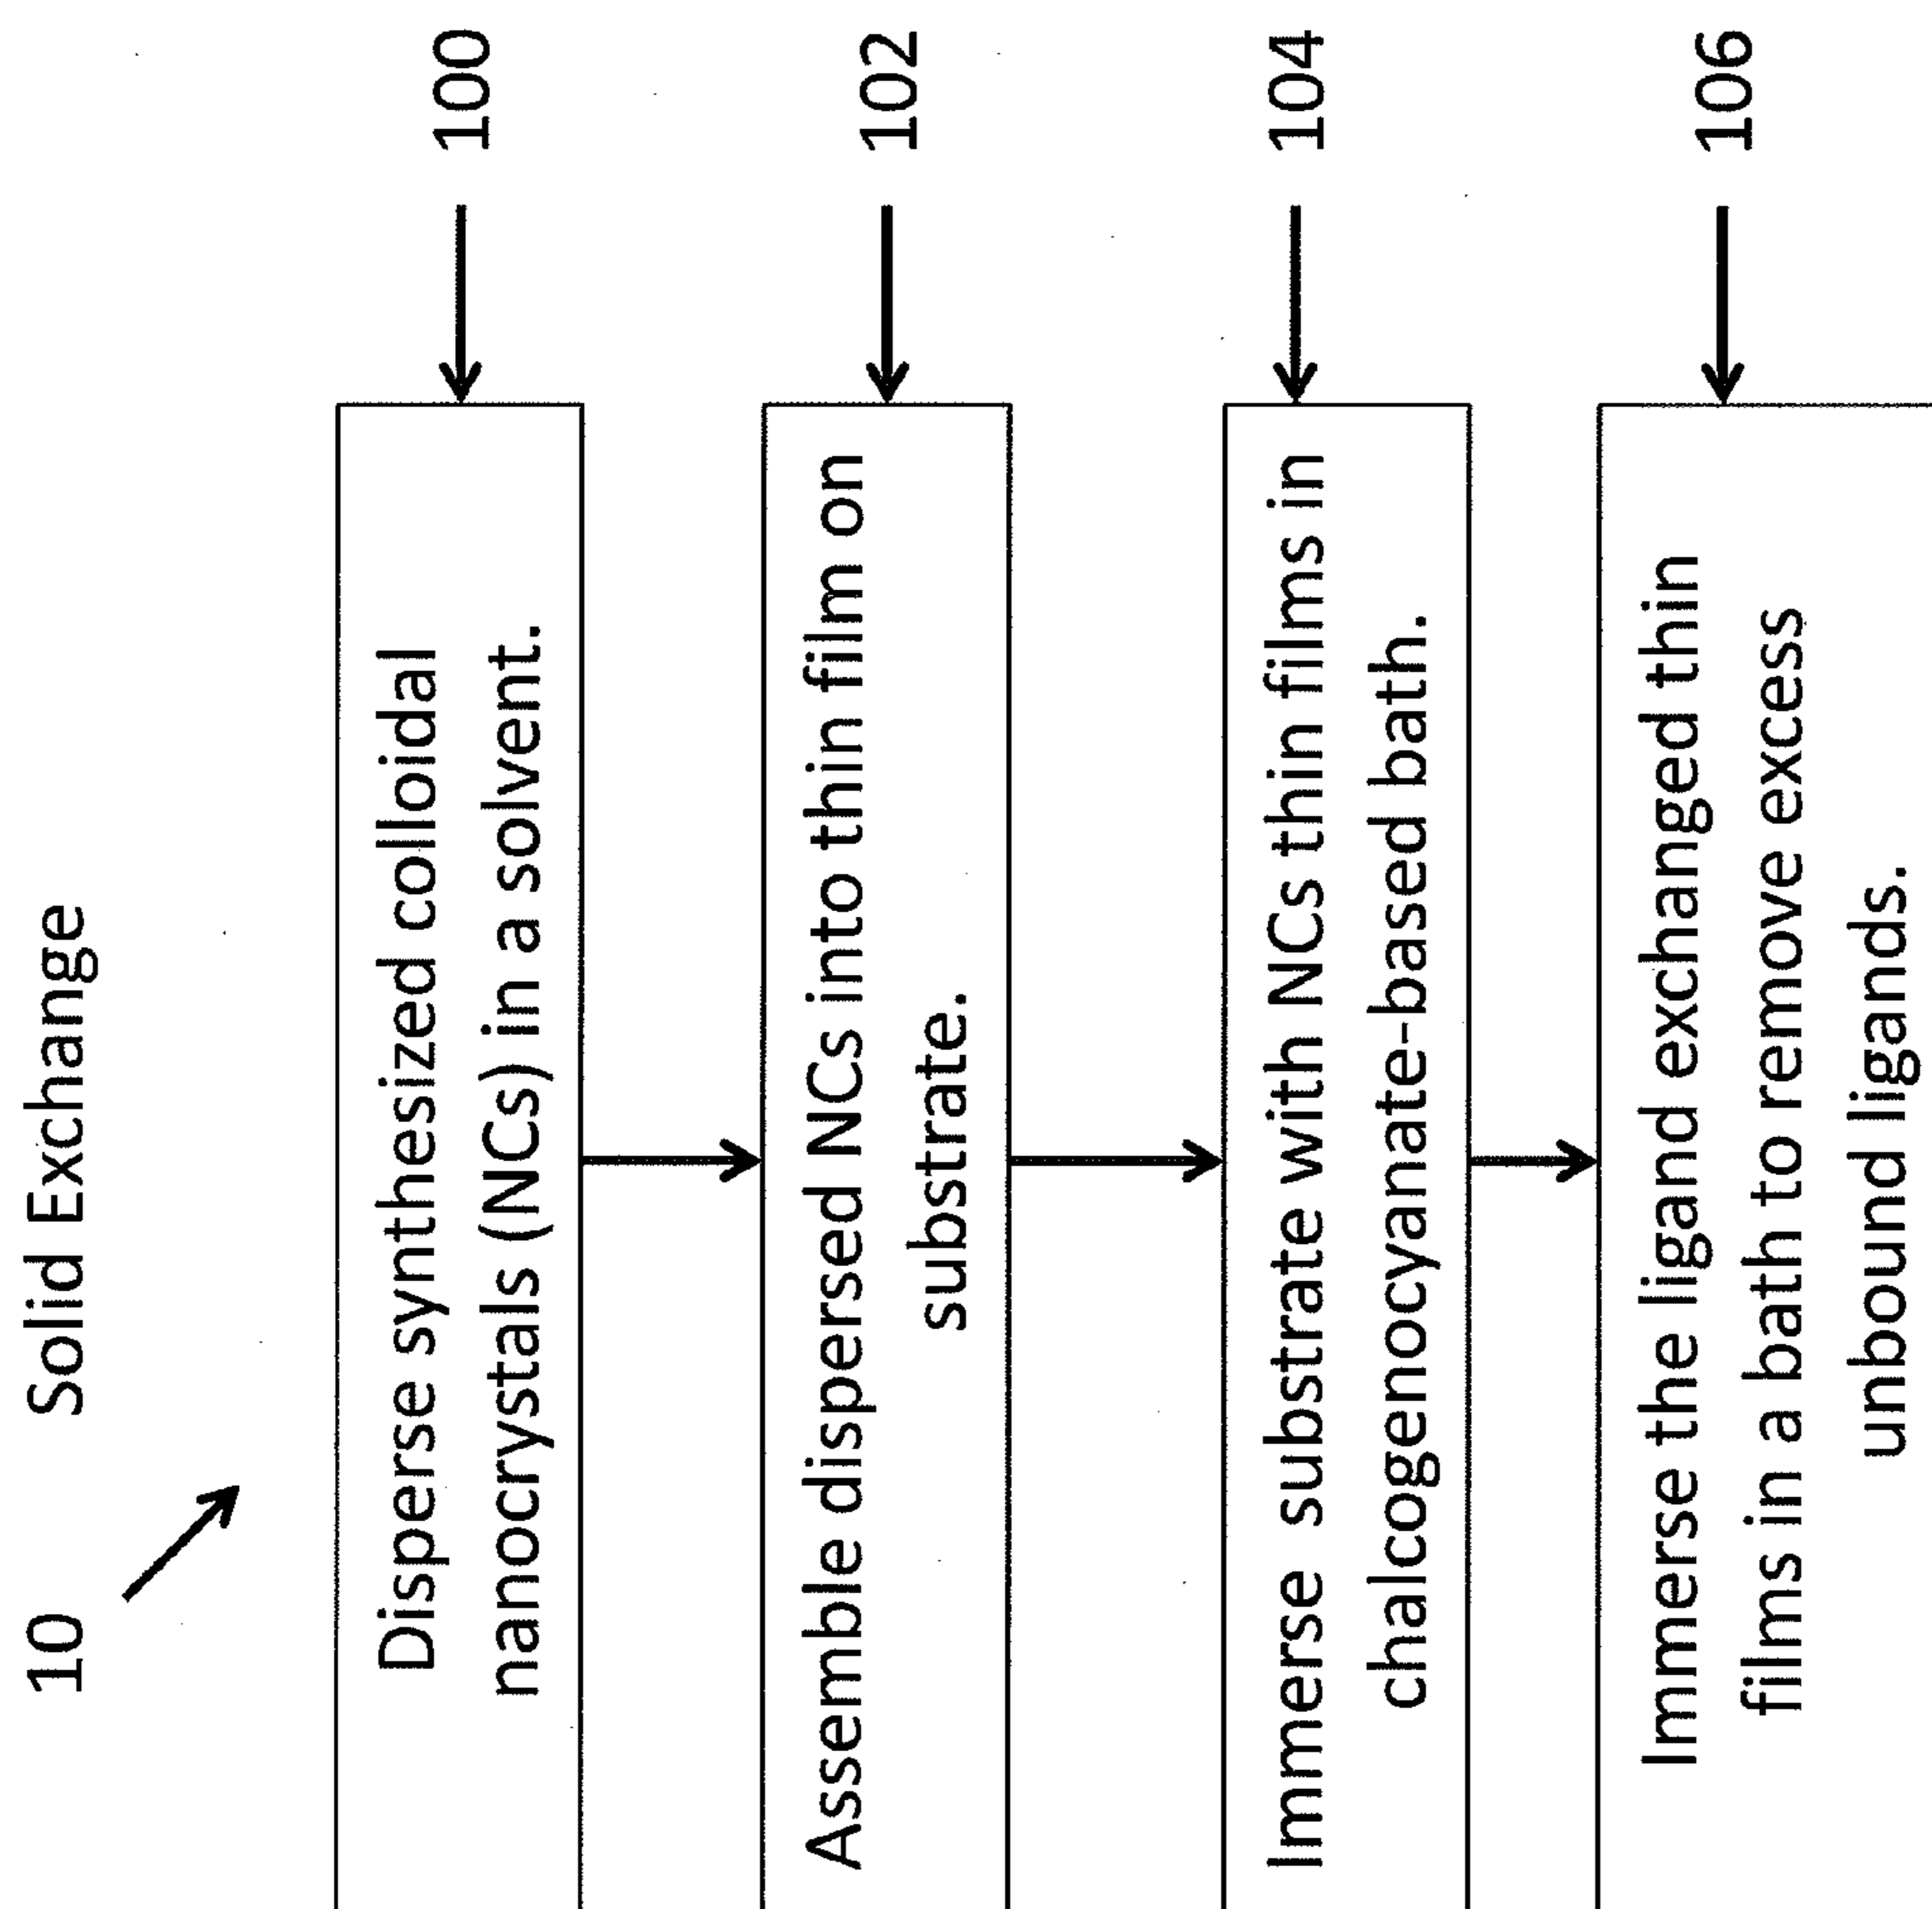 10 Solid Exchange
Disperse synthesized colloidal
nanocrystals (NCs) in a solvent.
100
Assemble dispersed NCs into thin film on
substrate.
102
Immerse substrate with NCs thin films in
chalcogenocyanate-based bath.
104
Immerse the ligand exchanged thin
films in a bath to remove excess
unbound ligands.
106